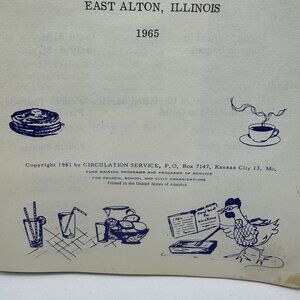 EAST ALTON, ILLINOIS
1965
Copyright 1961 by CIRCULATION SERVICE, P. O. Box 7147, Kansas City 13, Mo.
FUND RAISING PROGRAMS AND PROGRAMS OF SERVICE
FOR CHURCH, SCHOOL AND CIVIC ORGANIZATIONS
Printed in the United States of America